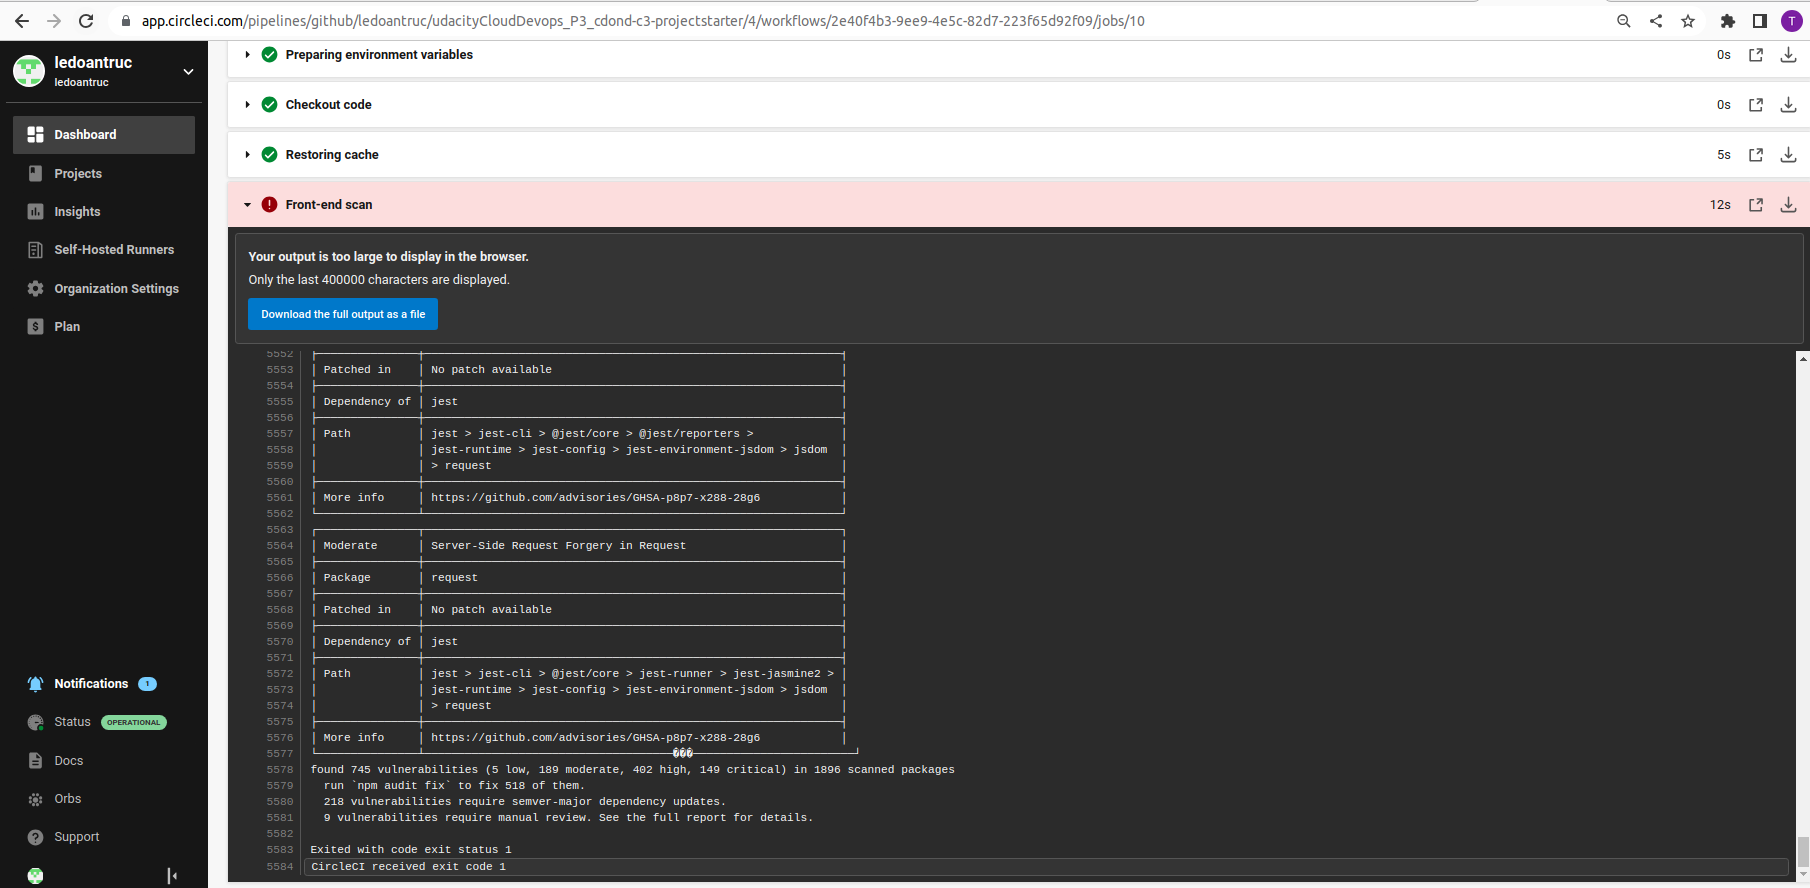 app.circleci.com/pipelines/github/ledoantruc/udacityCloudDevops_P3_cdond-c3-projectstarter/4/workflows/2e40f4b3-9ee9-4e5c-82d7-223f65d92f09/jobs/10
T
ledoantruc
ledoantruc
Dashboard
Projects
Insights
Self-Hosted Runners
Organization Settings
Plan
Notifications 1
Status OPERATIONAL
Docs
Orbs
Support
Preparing environment variables 0s
Checkout code 0s
Restoring cache 5s
Front-end scan 12s
Your output is too large to display in the browser.
Only the last 400000 characters are displayed.
Download the full output as a file
5552
5553 Patched in No patch available
5554
5555 Dependency of jest
5556
5557 Path jest > jest-cli > @jest/core > @jest/reporters >
5558 jest-runtime > jest-config > jest-environment-jsdom > jsdom
5559 > request
5560
5561 More info https://github.com/advisories/GHSA-p8p7-x288-28g6
5562
5563
5564 Moderate Server-Side Request Forgery in Request
5565
5566 Package request
5567
5568 Patched in No patch available
5569
5570 Dependency of jest
5571
5572 Path jest > jest-cli > @jest/core > jest-runner > jest-jasmine2 >
5573 jest-runtime > jest-config > jest-environment-jsdom > jsdom
5574 > request
5575
5576 More info https://github.com/advisories/GHSA-p8p7-x288-28g6
5577 ���
5578 found 745 vulnerabilities (5 low, 189 moderate, 402 high, 149 critical) in 1896 scanned packages
5579 run `npm audit fix` to fix 518 of them.
5580 218 vulnerabilities require semver-major dependency updates.
5581 9 vulnerabilities require manual review. See the full report for details.
5582
5583 Exited with code exit status 1
5584 CircleCI received exit code 1